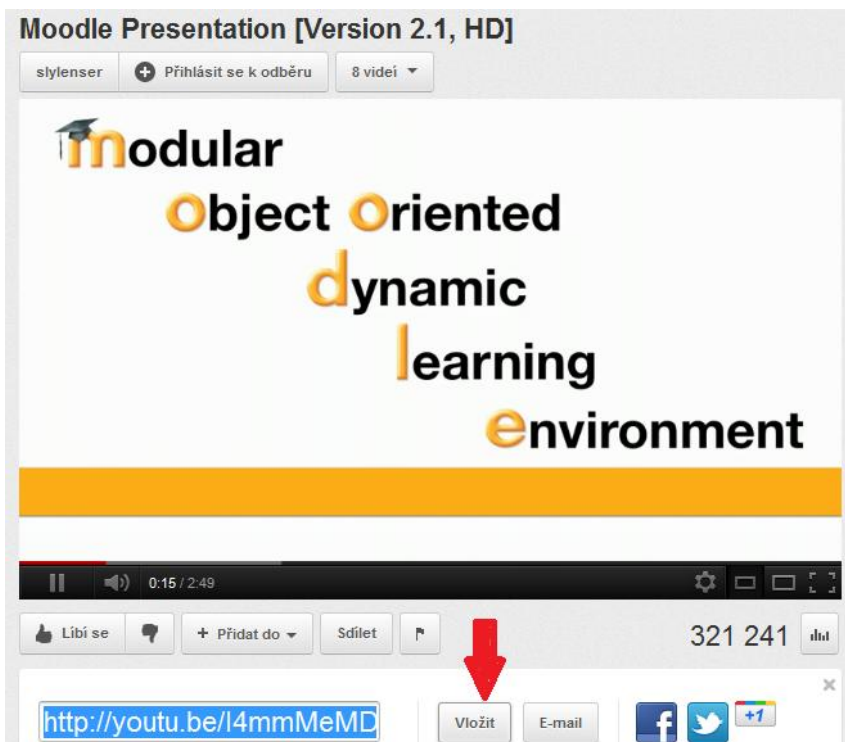 Moodle Presentation [Version 2.1, HD]
slylenser Přihlásit se k odběru 8 videí
modular
Object Oriented
dynamic
learning
environment
0:15 / 2:49
Líbí se + Přidat do Sdílet 321 241
http://youtu.be/I4mmMeMD Vložit E-mail f +1